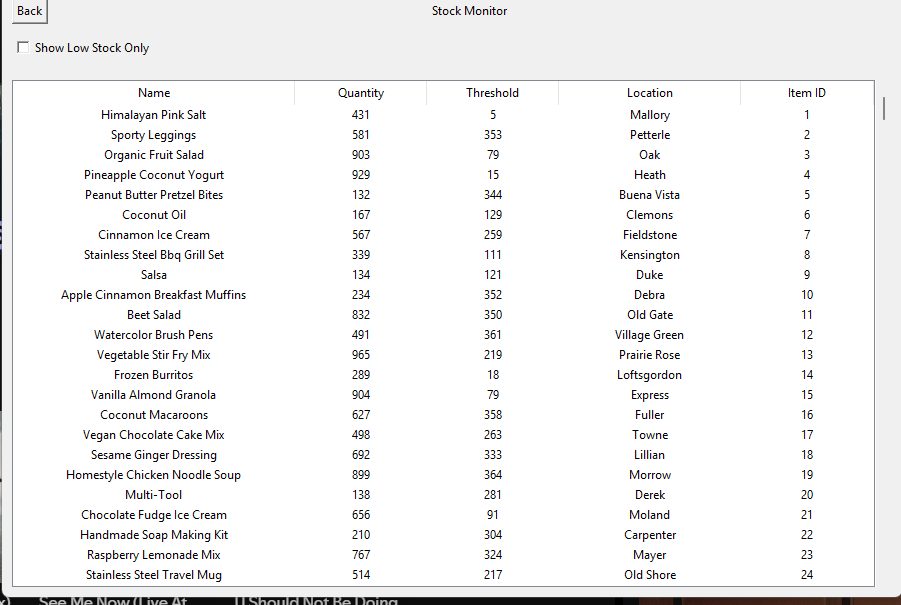 Back
Stock Monitor
Show Low Stock Only
Name Quantity Threshold Location Item ID
Himalayan Pink Salt 431 5 Mallory 1
Sporty Leggings 581 353 Petterle 2
Organic Fruit Salad 903 79 Oak 3
Pineapple Coconut Yogurt 929 15 Heath 4
Peanut Butter Pretzel Bites 132 344 Buena Vista 5
Coconut Oil 167 129 Clemons 6
Cinnamon Ice Cream 567 259 Fieldstone 7
Stainless Steel Bbq Grill Set 339 111 Kensington 8
Salsa 134 121 Duke 9
Apple Cinnamon Breakfast Muffins 234 352 Debra 10
Beet Salad 832 350 Old Gate 11
Watercolor Brush Pens 491 361 Village Green 12
Vegetable Stir Fry Mix 965 219 Prairie Rose 13
Frozen Burritos 289 18 Loftsgordon 14
Vanilla Almond Granola 904 79 Express 15
Coconut Macaroons 627 358 Fuller 16
Vegan Chocolate Cake Mix 498 263 Towne 17
Sesame Ginger Dressing 692 333 Lillian 18
Homestyle Chicken Noodle Soup 899 364 Morrow 19
Multi-Tool 138 281 Derek 20
Chocolate Fudge Ice Cream 656 91 Moland 21
Handmade Soap Making Kit 210 304 Carpenter 22
Raspberry Lemonade Mix 767 324 Mayer 23
Stainless Steel Travel Mug 514 217 Old Shore 24
See Me Now (Live At Should Not Be Doing